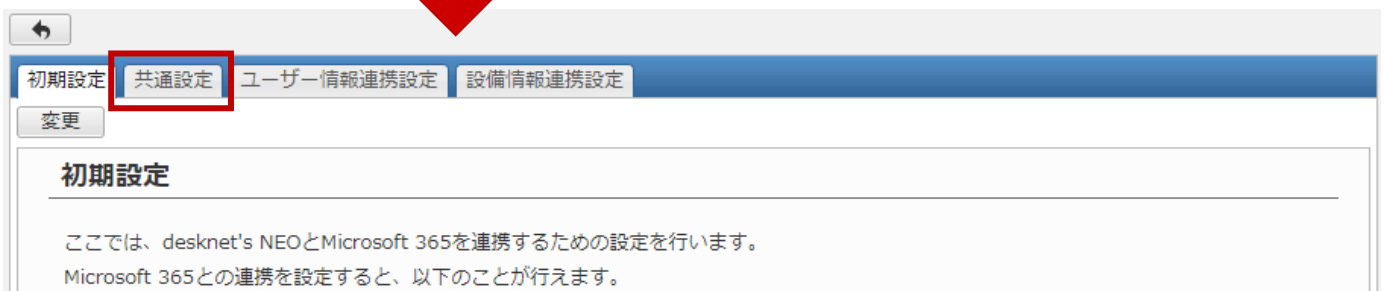 初期設定 共通設定 ユーザー情報連携設定 設備情報連携設定
変更
初期設定
ここでは、desknet's NEOとMicrosoft 365を連携するための設定を行います。
Microsoft 365との連携を設定すると、以下のことが行えます。